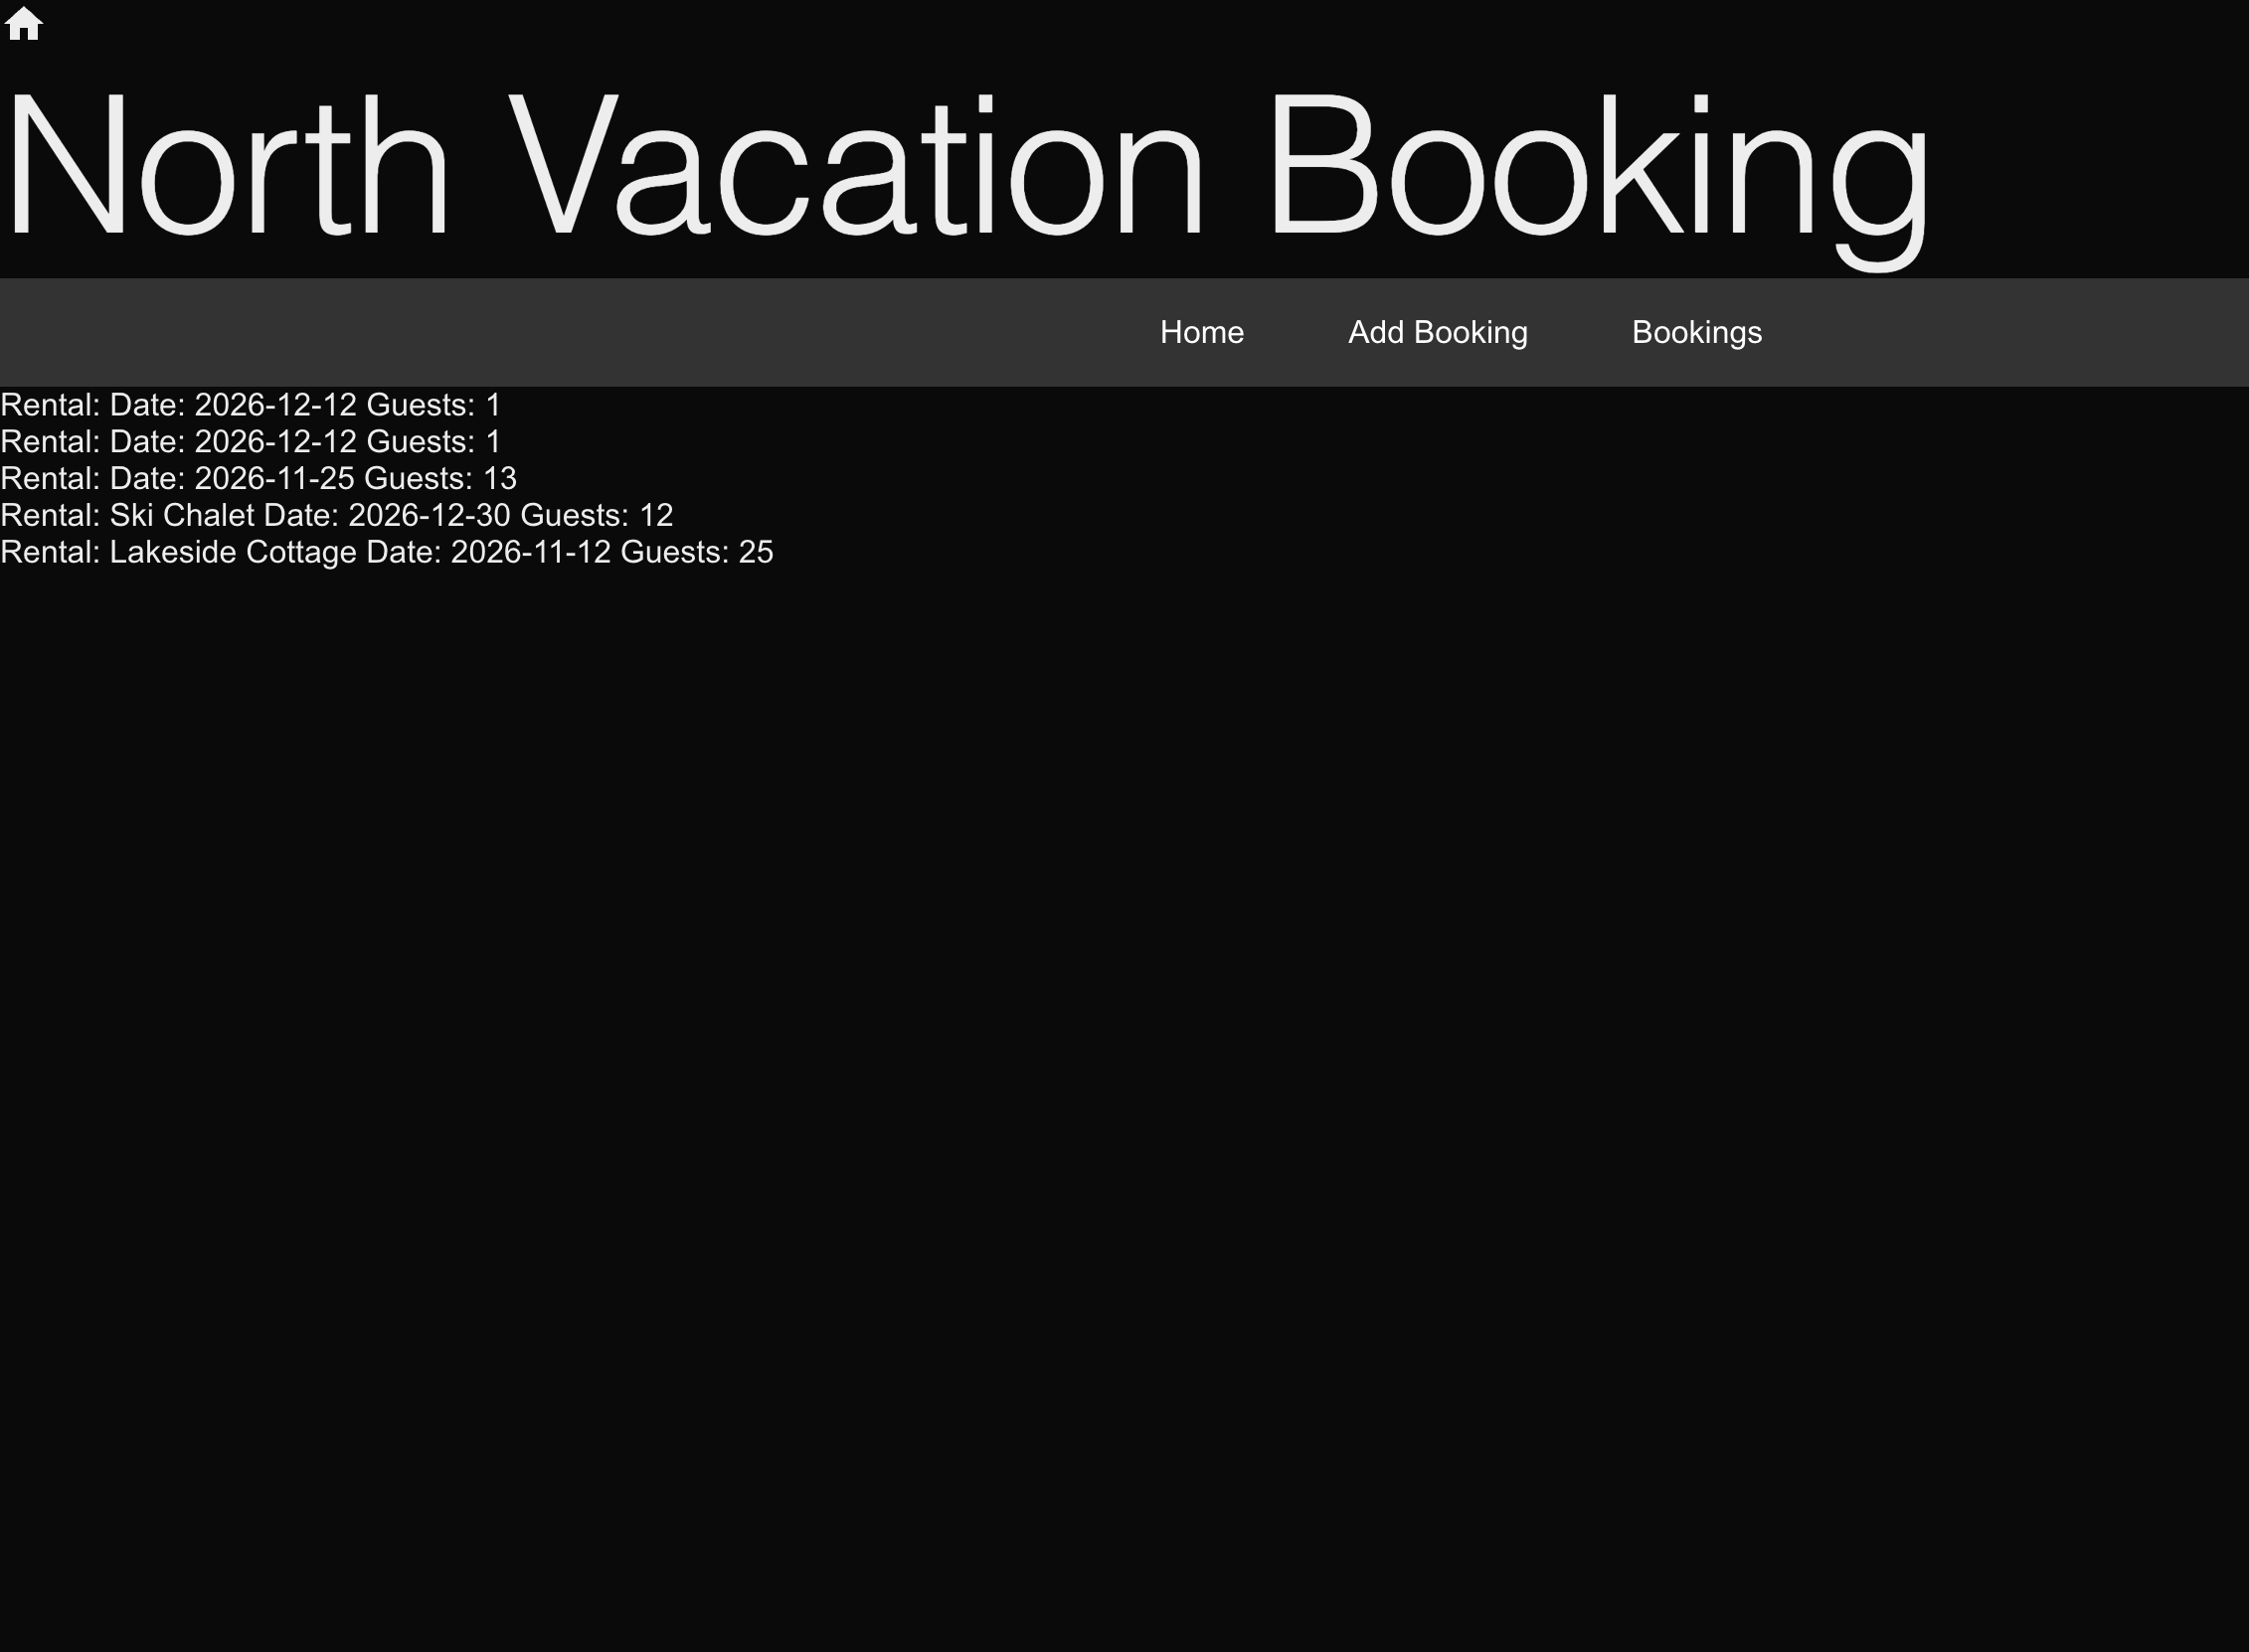 North Vacation Booking
Home Add Booking Bookings
Rental: Date: 2026-12-12 Guests: 1
Rental: Date: 2026-12-12 Guests: 1
Rental: Date: 2026-11-25 Guests: 13
Rental: Ski Chalet Date: 2026-12-30 Guests: 12
Rental: Lakeside Cottage Date: 2026-11-12 Guests: 25